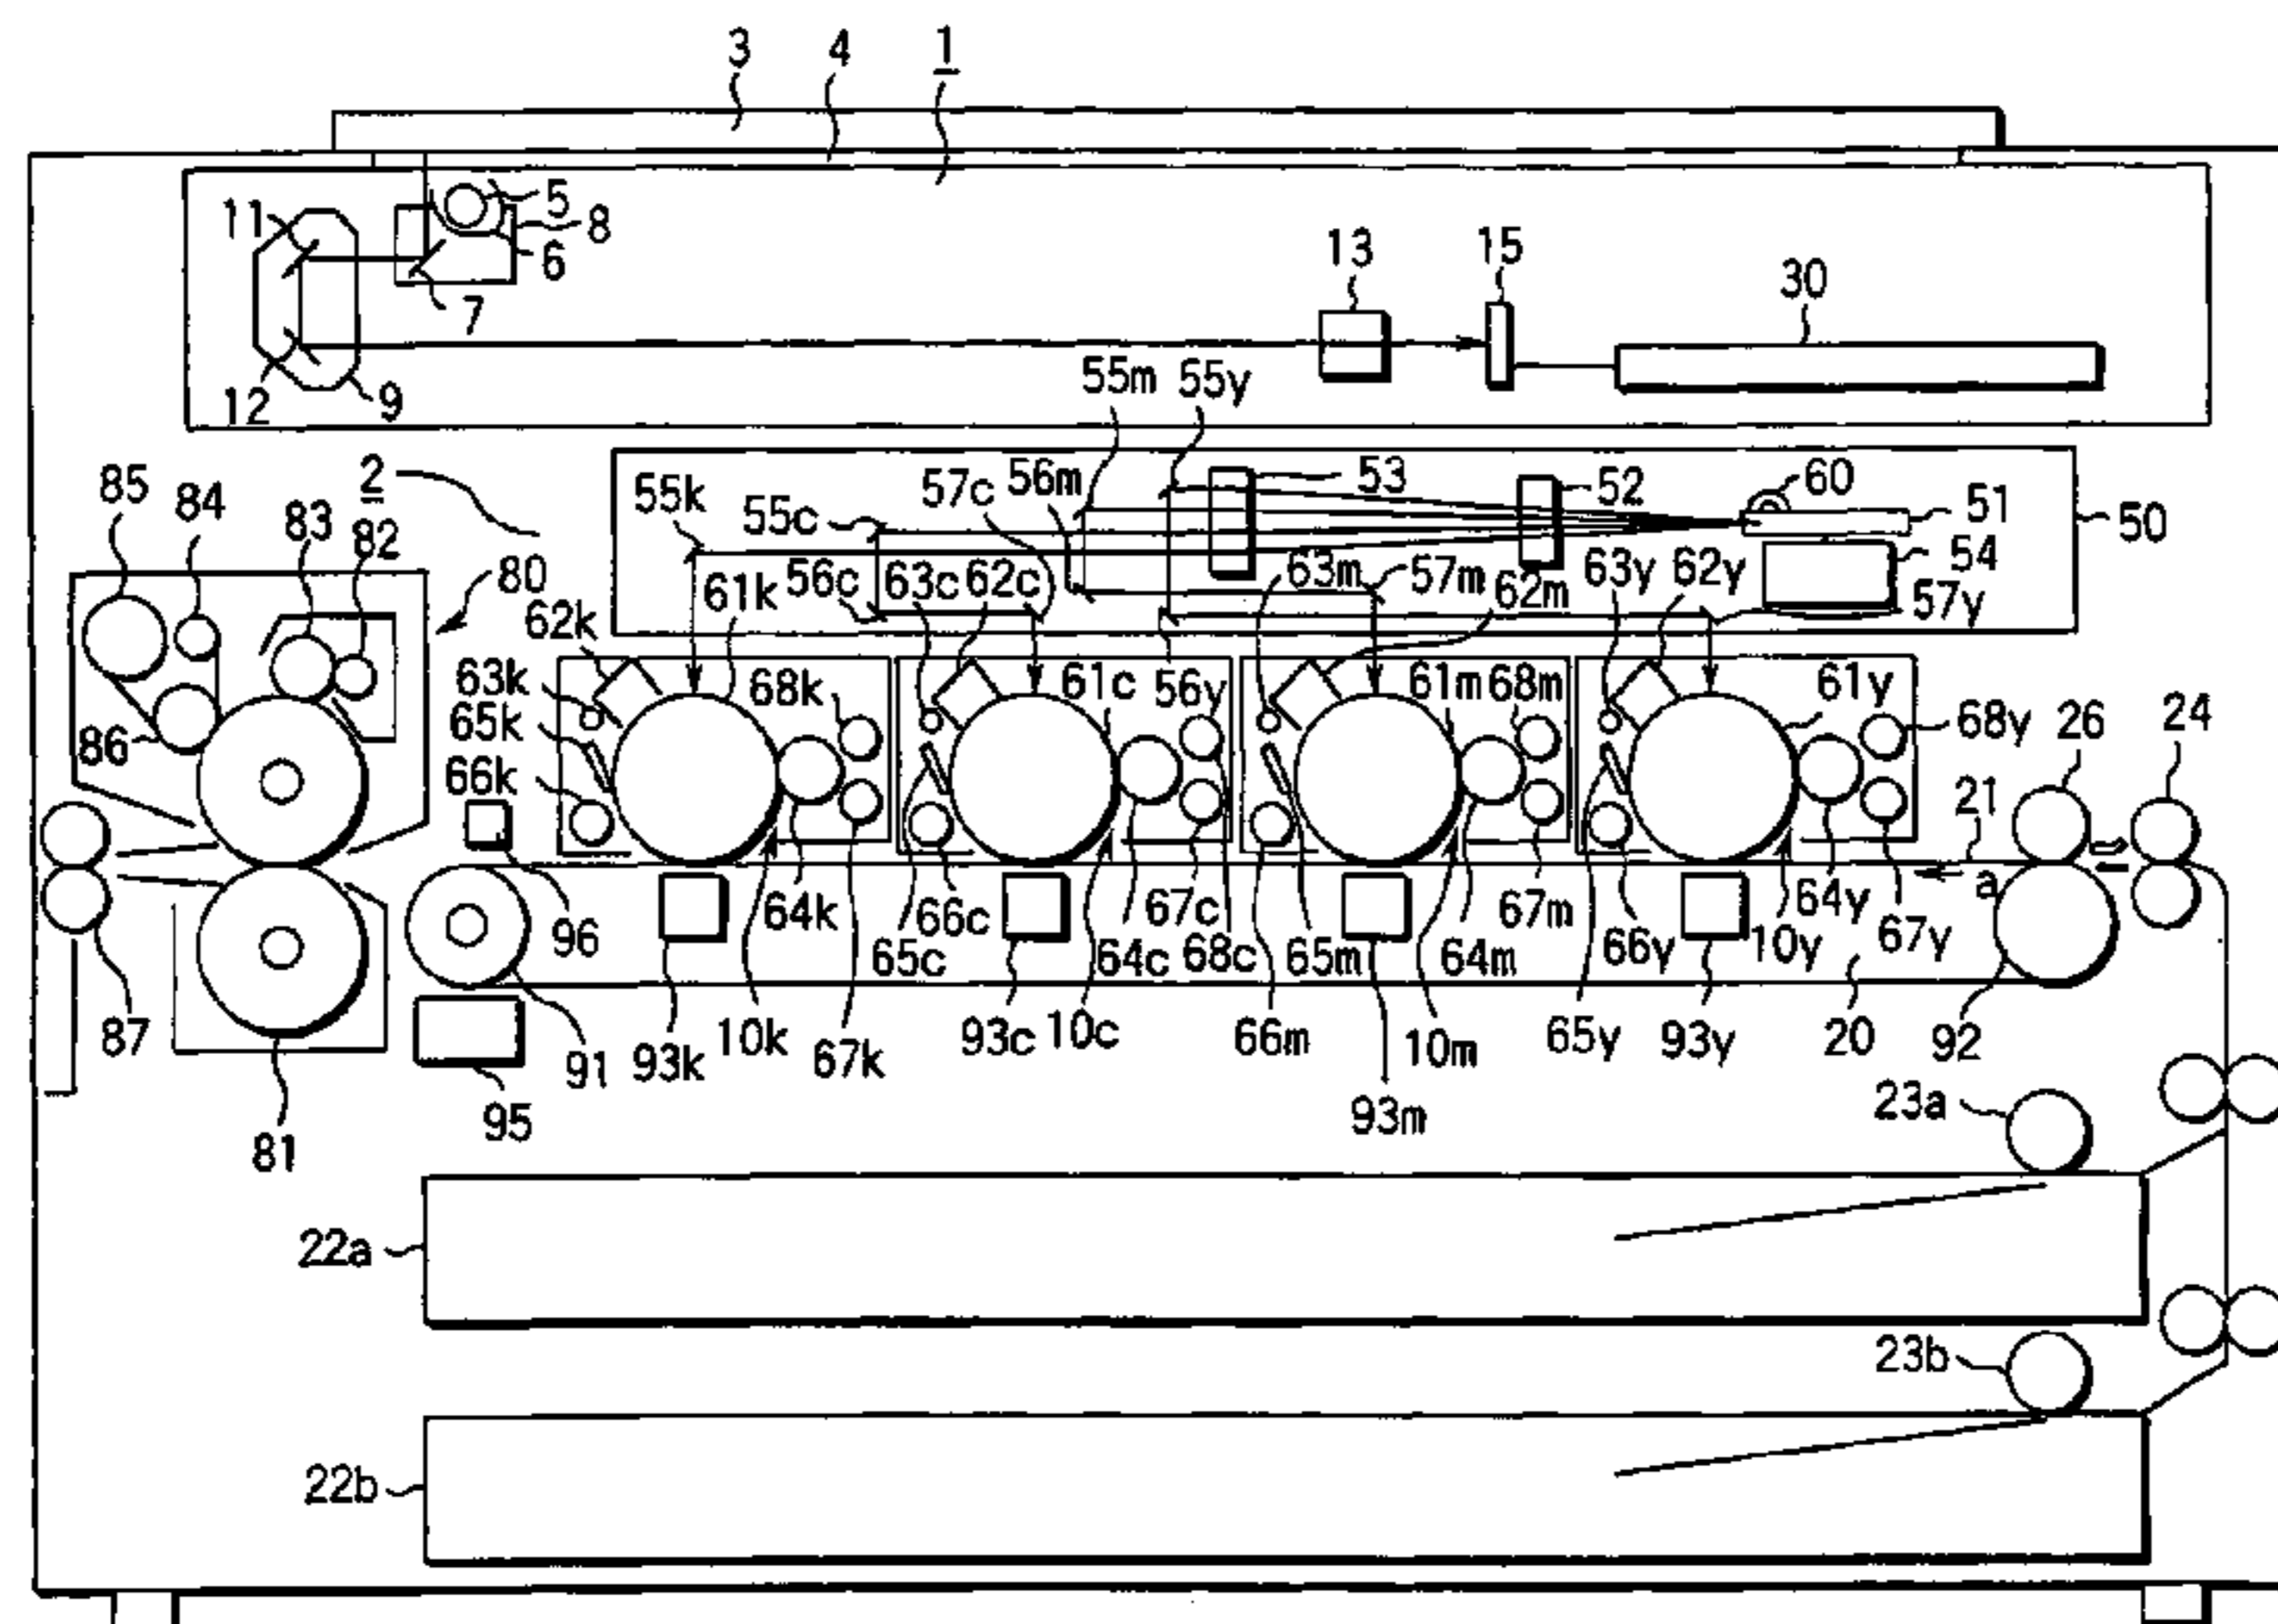 3 4 1
11 5 8 6 7
13 15 30
12 9 55m 55y
2 55k 55c 57c 56m 53 52 60 51 50
85 84 83 82 80
56c 63c 62c 63m 57m 62m 63y 62y 54 57y
62k 61k
63k 68k 61c 56y 61m 68m 61y 68y 26 24
65k 86 66k 21
a
64k 66c 67c 67m 64y
96 65c 64c 68c 65m 64m 66y 10y 67y
87 91 93k 10k 67k 93c 10c 66m 10m 65y 93y 20 92
95 93m 23a
81
22a
23b
22b